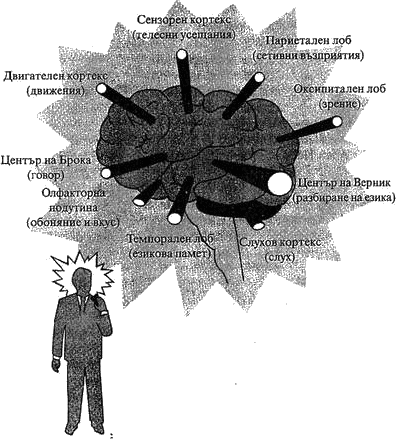 Сензорен кортекс
(телесни усещания)
Париетален лоб
(сетивни възприятия)
Двигателен кортекс
(движения)
Оксипитален лоб
(зрение)
Център на Брока
(говор)
Център на Верник
(разбиране на езика)
Олфакторна
подутина
(обоняние и вкус)
Темпорален лоб
(езикова памет)
Слухов кортекс
(слух)